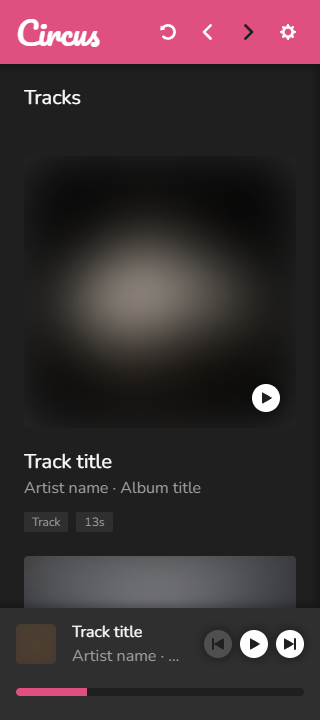 Circus
Tracks
Track title
Artist name · Album title
Track 13s
Track title
Artist name · ...